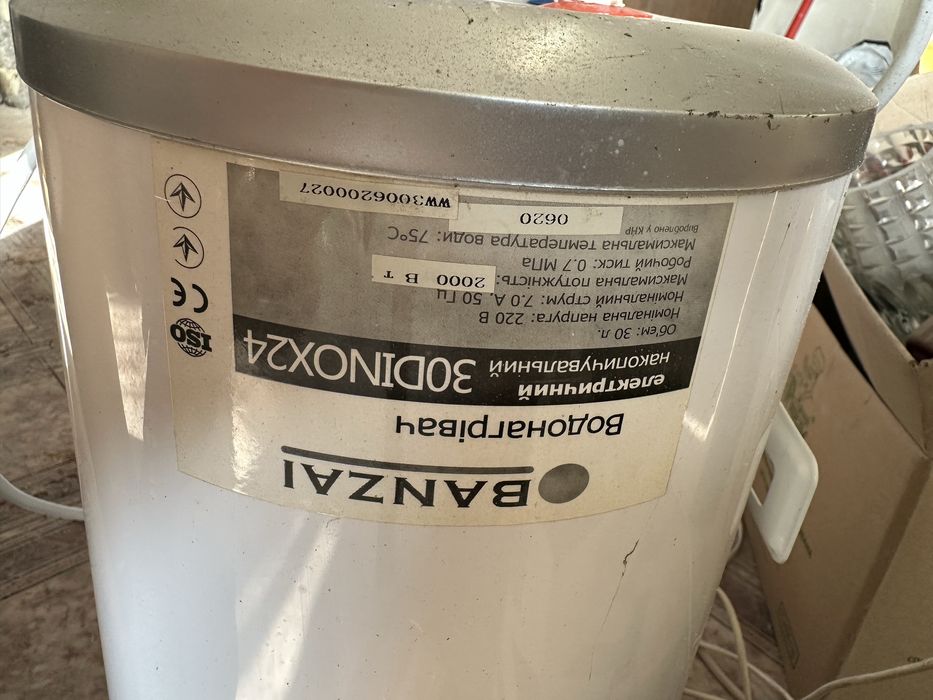 BANZAI
Водонагрівач
електричний
накопичувальний
30DINOX24
Об'єм: 30 л.
Номінальна напруга: 220 В
Номінальний струм: 7.0 А, 50 Гц
Максимальна потужність: 2000 В т
Робочий тиск: 0.7 МПа
Максимальна температура води: 75°C
Вироблено у КНР
0620
WW3006200027
ISO
CE